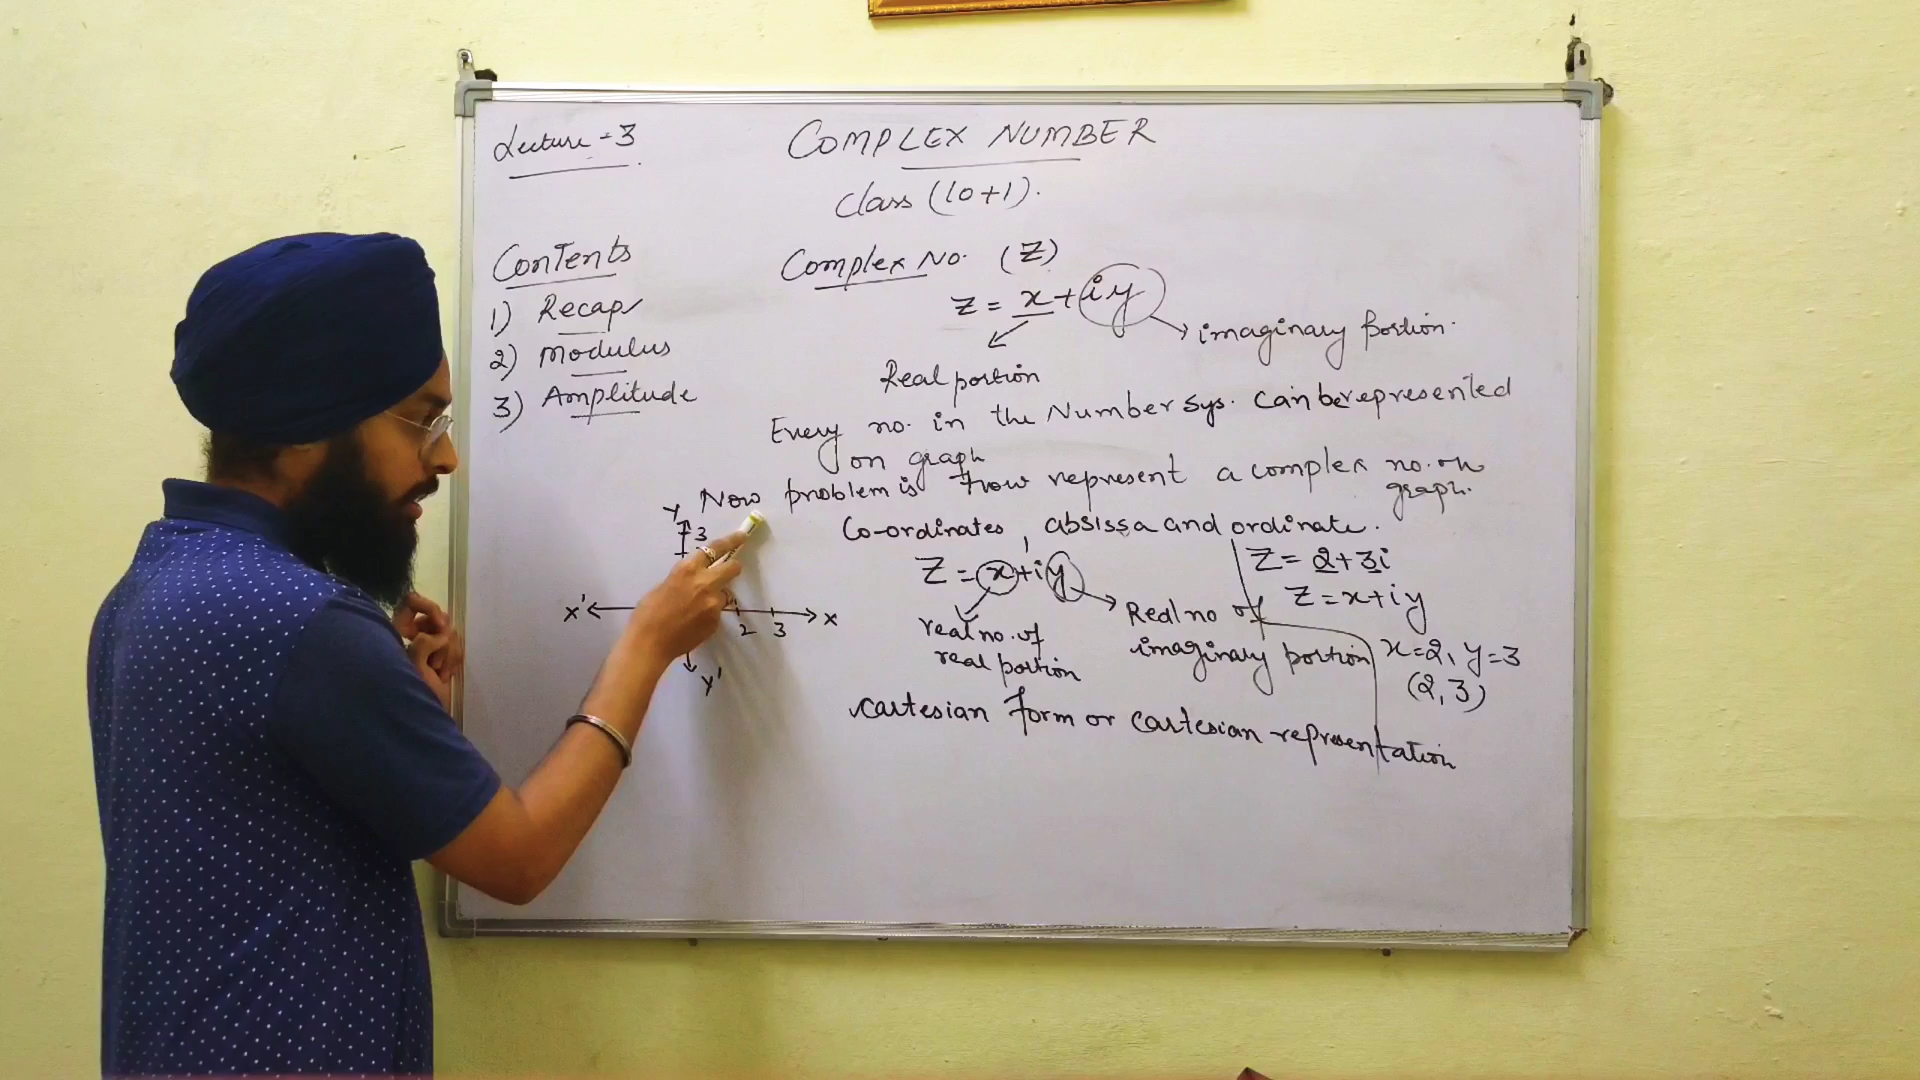 Lecture - 3
COMPLEX NUMBER
Class (10+1).
Contents
1) Recap
2) Modulus
3) Amplitude
Complex No. (Z)
Z = x + iy
imaginary portion.
Real portion
Every no. in the Number Sys. can be represented
on graph
Now problem is How represent a complex no. on
graph.
Co-ordinates, absissa and ordinate.
Z = x + iy
real no. of
real portion
Real no of
imaginary portion
Z = 2 + 3i
Z = x + iy
x = 2, y = 3
(2, 3)
cartesian form or cartesian representation
Y
3
X'
2
3
X
Y'